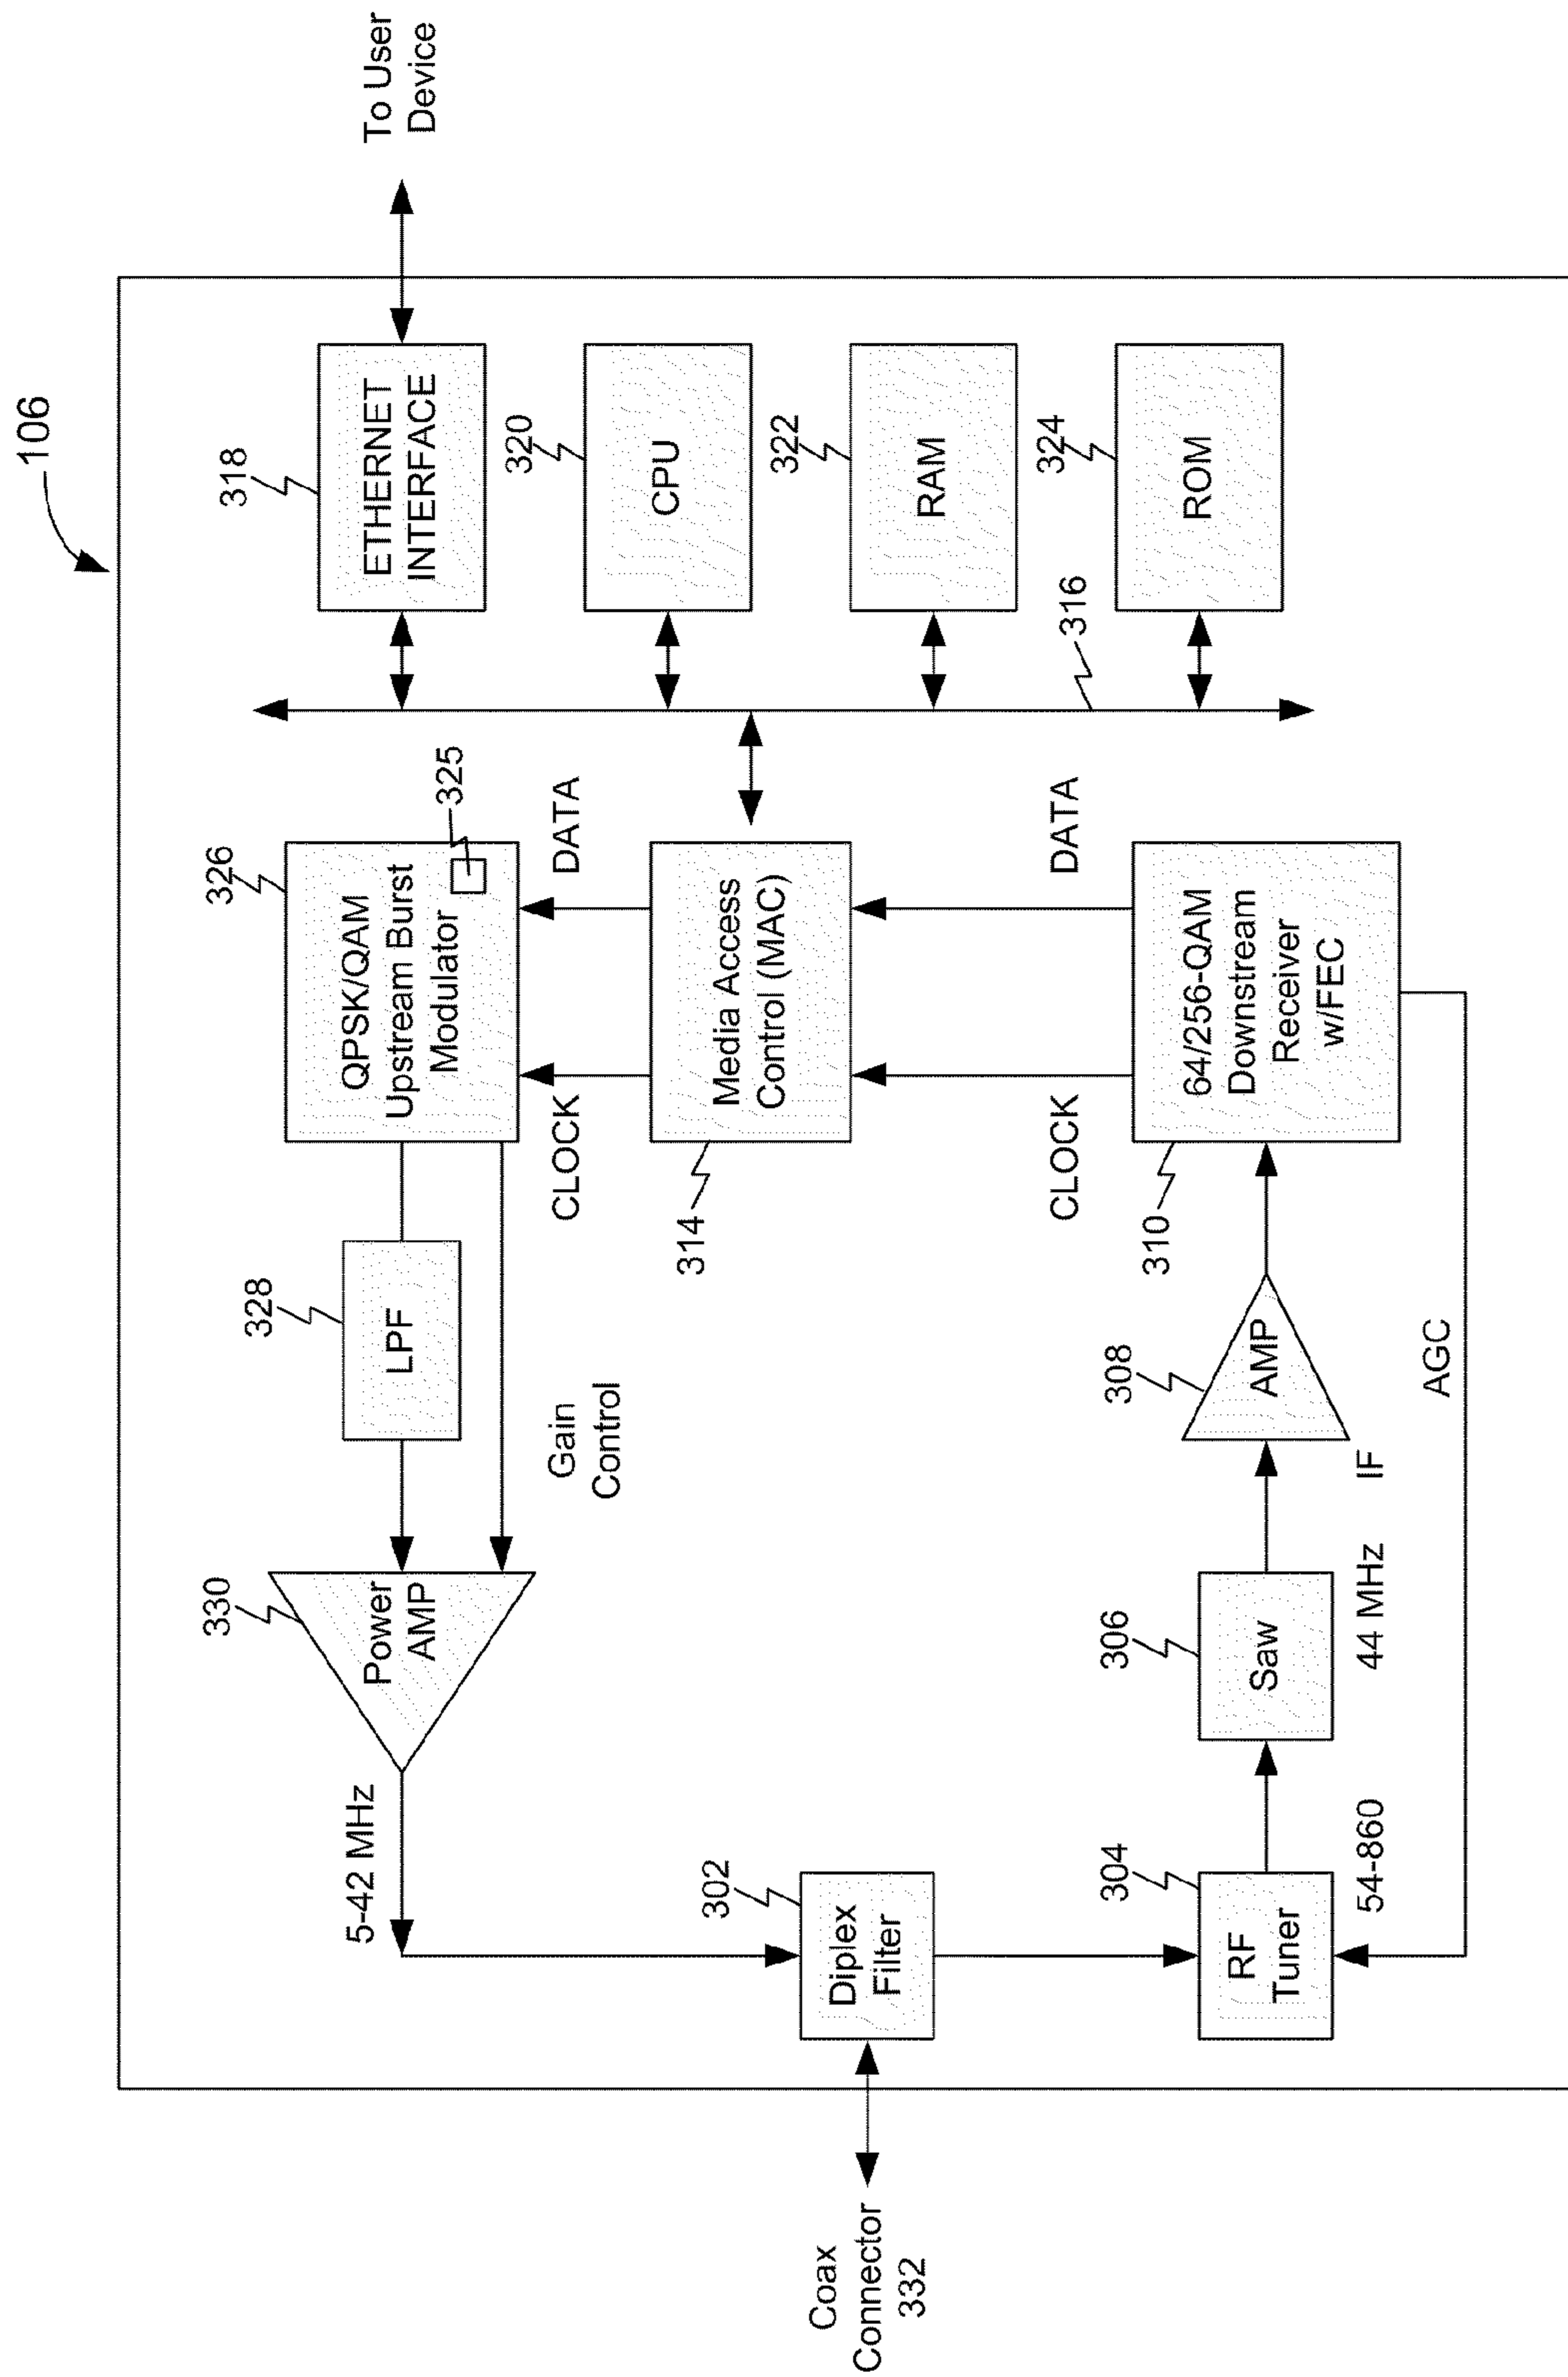 106
To User
Device
318
ETHERNET
INTERFACE
320
CPU
322
RAM
324
ROM
316
326
QPSK/QAM
Upstream Burst
Modulator
325
DATA
CLOCK
314
Media Access
Control (MAC)
DATA
CLOCK
310
64/256-QAM
Downstream
Receiver
w/FEC
328
LPF
Gain
Control
330
Power
AMP
5-42 MHz
302
Diplex
Filter
Coax
Connector
332
304
RF
Tuner
54-860
306
Saw
44 MHz
IF
308
AMP
AGC